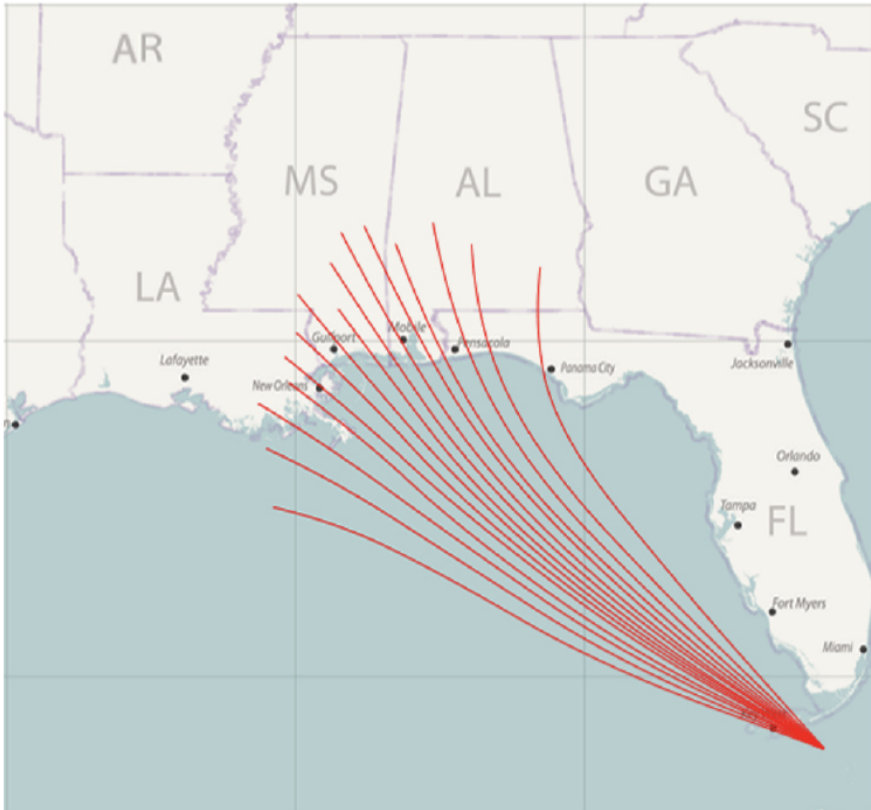 AR
SC
MS
AL
GA
LA
Gulfport
Mobile
Pensacola
Jacksonville
Lafayette
Panama City
New Orleans
n
Orlando
Tampa
FL
Fort Myers
Miami